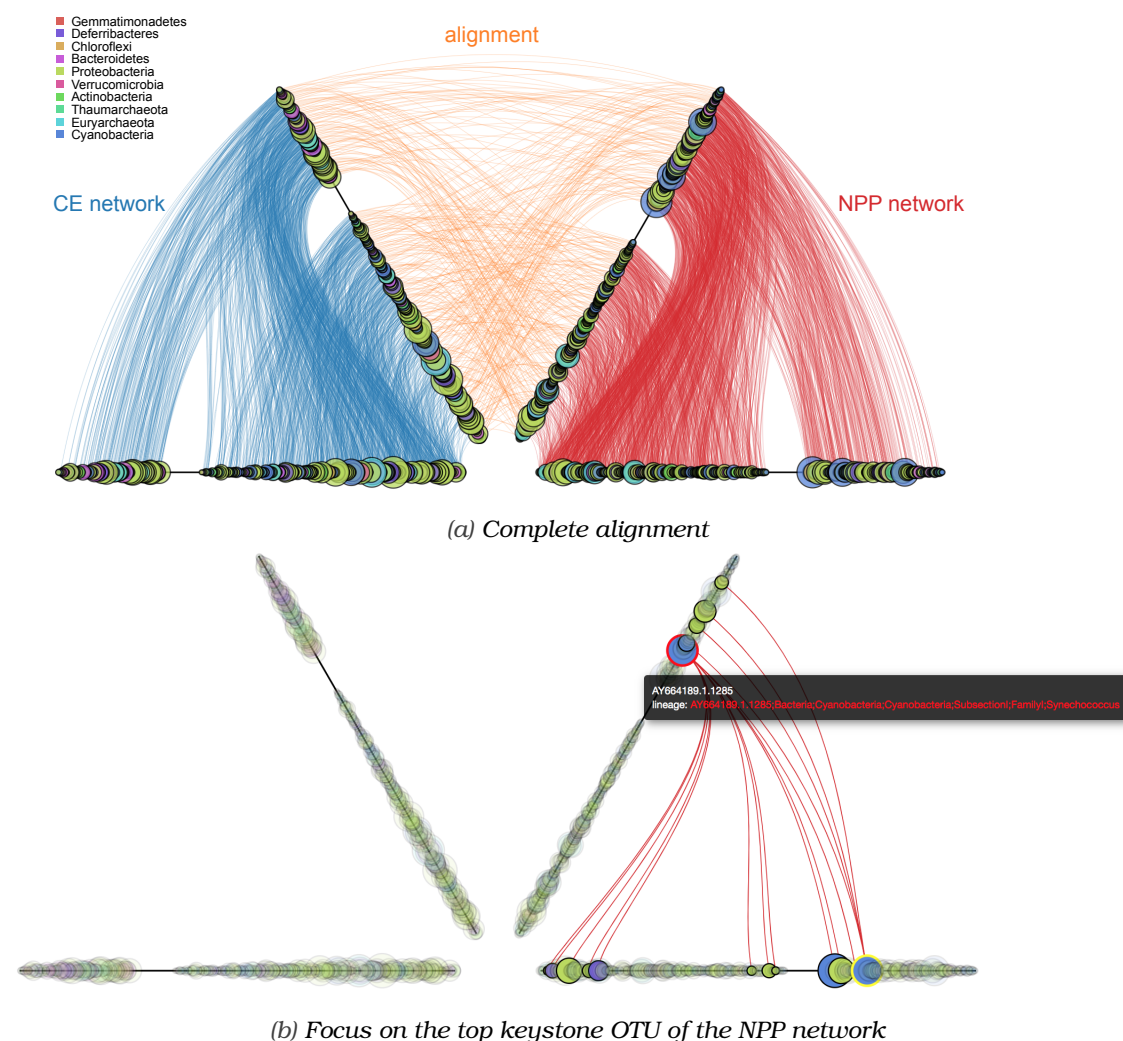 Gemmatimonadetes
Deferribacteres
Chloroflexi
Bacteroidetes
Proteobacteria
Verrucomicrobia
Actinobacteria
Thaumarchaeota
Euryarchaeota
Cyanobacteria
alignment
CE network
NPP network
(a) Complete alignment
AY664189.1.1285
lineage: AY664189.1.1285;Bacteria;Cyanobacteria;Cyanobacteria;SubsectionI;FamilyI;Synechococcus
(b) Focus on the top keystone OTU of the NPP network